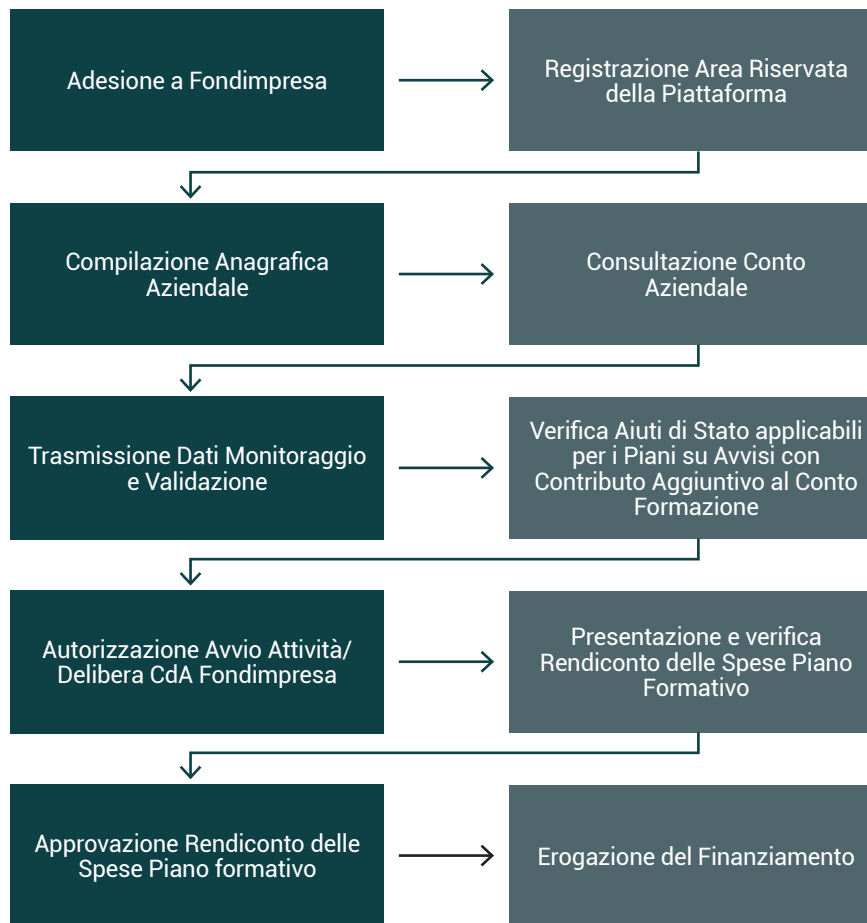 Adesione a Fondimpresa
Registrazione Area Riservata
della Piattaforma
Compilazione Anagrafica
Aziendale
Consultazione Conto
Aziendale
Trasmissione Dati Monitoraggio
e Validazione
Verifica Aiuti di Stato applicabili
per i Piani su Avvisi con
Contributo Aggiuntivo al Conto
Formazione
Autorizzazione Avvio Attività/
Delibera CdA Fondimpresa
Presentazione e verifica
Rendiconto delle Spese Piano
Formativo
Approvazione Rendiconto delle
Spese Piano formativo
Erogazione del Finanziamento